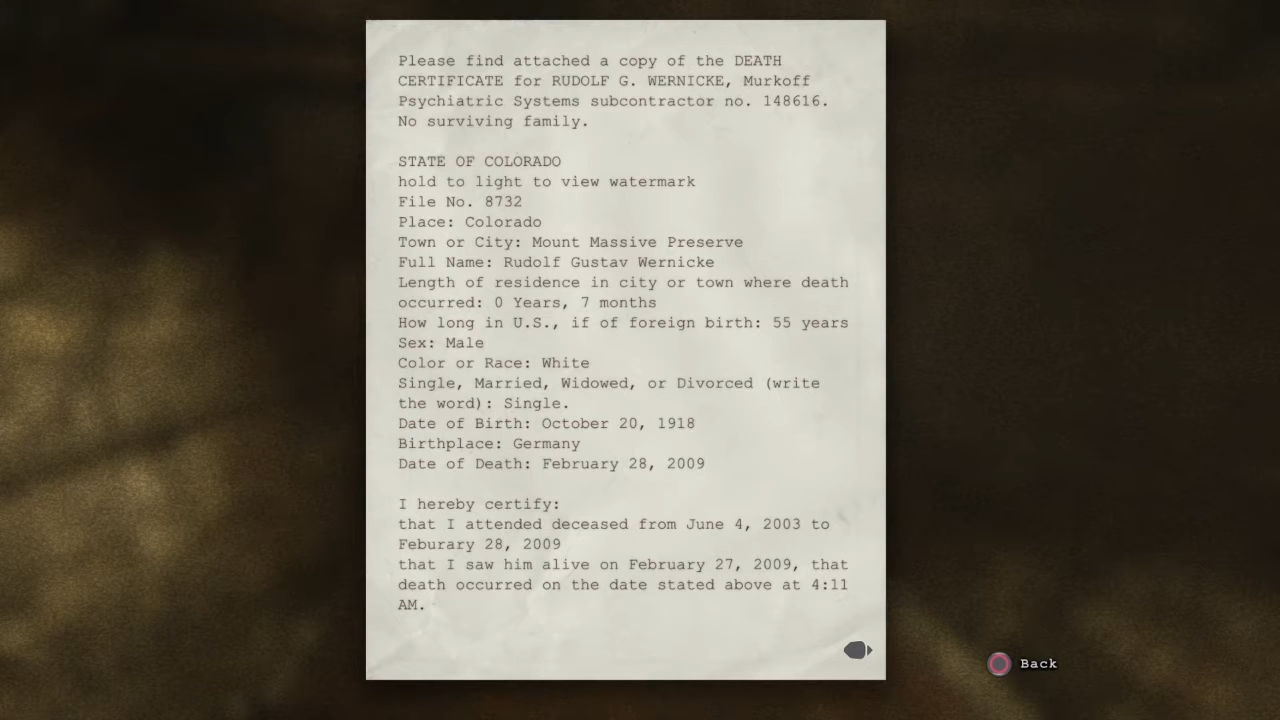 Please find attached a copy of the DEATH
CERTIFICATE for RUDOLF G. WERNICKE, Murkoff
Psychiatric Systems subcontractor no. 148616.
No surviving family.
STATE OF COLORADO
hold to light to view watermark
File No. 8732
Place: Colorado
Town or City: Mount Massive Preserve
Full Name: Rudolf Gustav Wernicke
Length of residence in city or town where death
occurred: 0 Years, 7 months
How long in U.S., if of foreign birth: 55 years
Sex: Male
Color or Race: White
Single, Married, Widowed, or Divorced (write
the word): Single.
Date of Birth: October 20, 1918
Birthplace: Germany
Date of Death: February 28, 2009
I hereby certify:
that I attended deceased from June 4, 2003 to
Feburary 28, 2009
that I saw him alive on February 27, 2009, that
death occurred on the date stated above at 4:11
AM.
Back